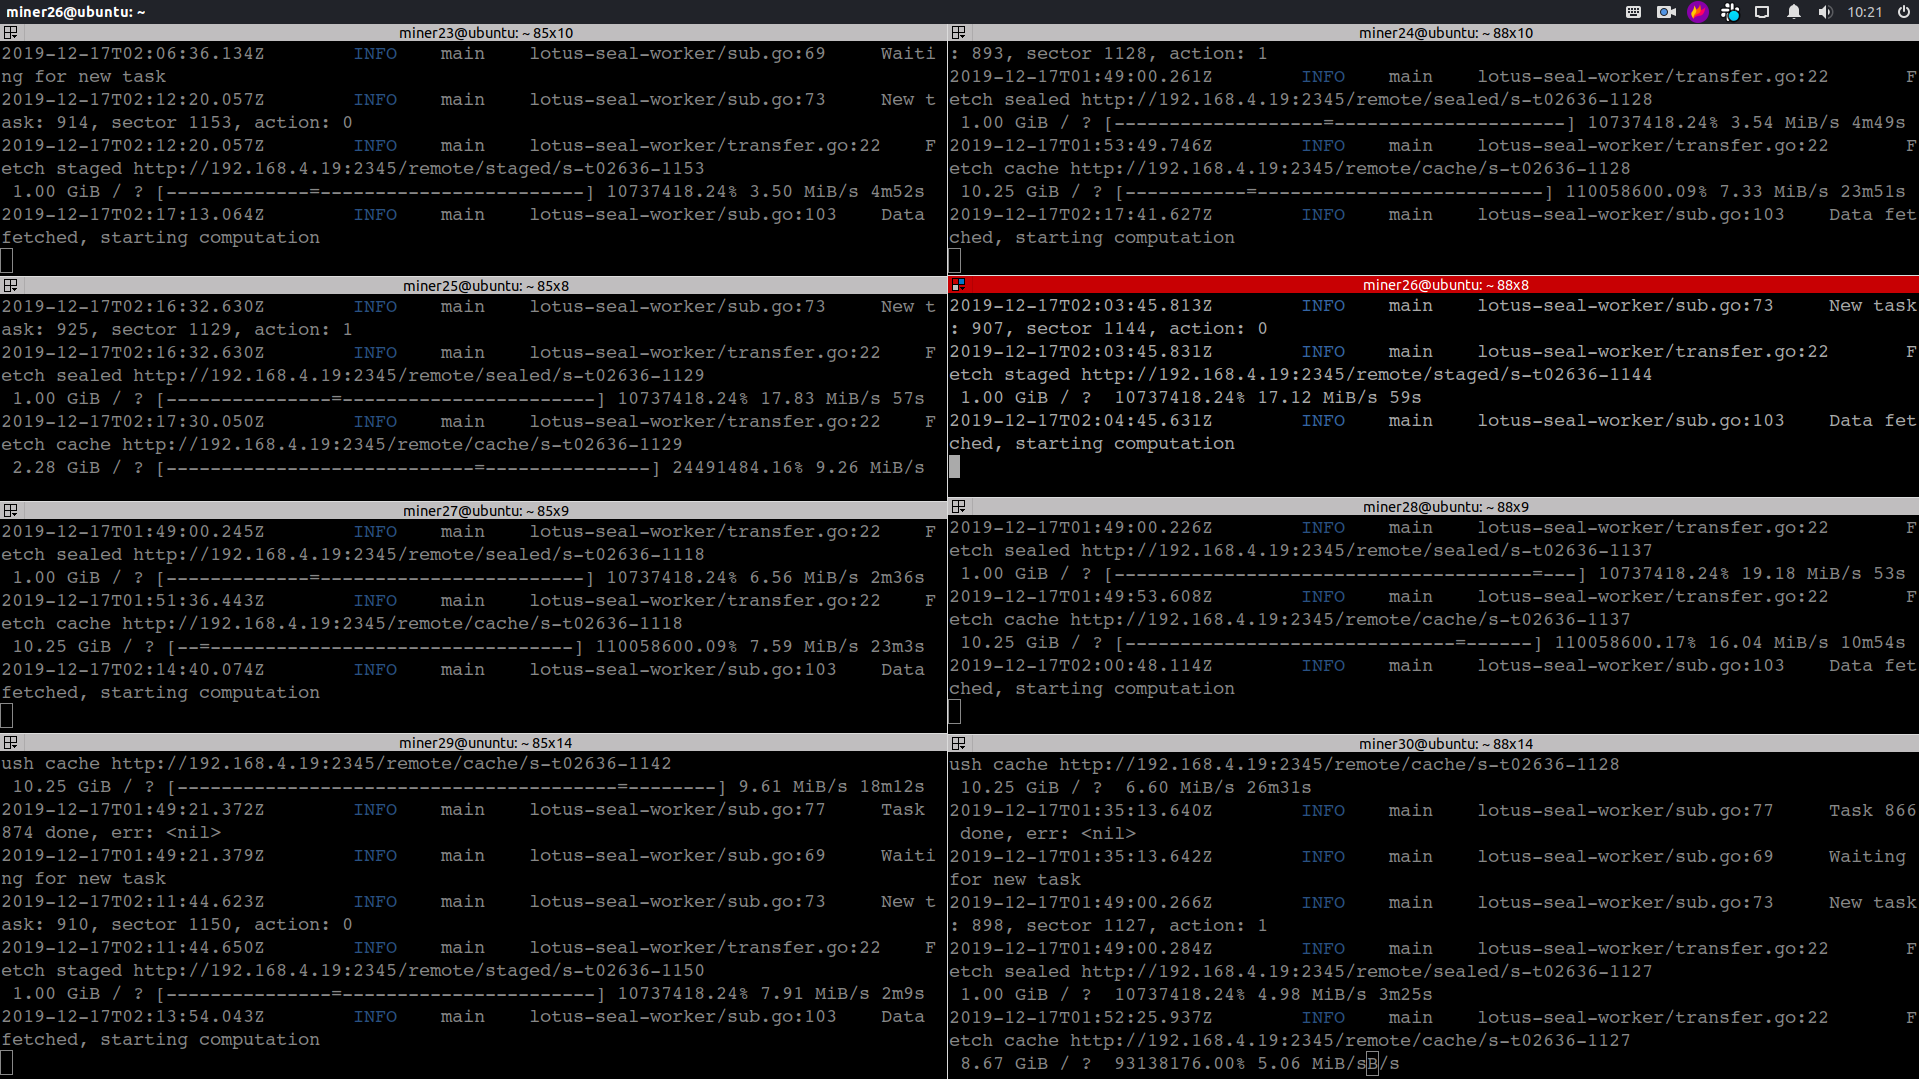 miner26@ubuntu: ~
10:21
miner23@ubuntu: ~ 85x10
2019-12-17T02:06:36.134Z INFO main lotus-seal-worker/sub.go:69 Waiti
ng for new task
2019-12-17T02:12:20.057Z INFO main lotus-seal-worker/sub.go:73 New t
ask: 914, sector 1153, action: 0
2019-12-17T02:12:20.057Z INFO main lotus-seal-worker/transfer.go:22 F
etch staged http://192.168.4.19:2345/remote/staged/s-t02636-1153
1.00 GiB / ? [-------------=------------------------] 10737418.24% 3.50 MiB/s 4m52s
2019-12-17T02:17:13.064Z INFO main lotus-seal-worker/sub.go:103 Data
fetched, starting computation
miner24@ubuntu: ~ 88x10
: 893, sector 1128, action: 1
2019-12-17T01:49:00.261Z INFO main lotus-seal-worker/transfer.go:22 F
etch sealed http://192.168.4.19:2345/remote/sealed/s-t02636-1128
1.00 GiB / ? [-------------------=---------------------] 10737418.24% 3.54 MiB/s 4m49s
2019-12-17T01:53:49.746Z INFO main lotus-seal-worker/transfer.go:22 F
etch cache http://192.168.4.19:2345/remote/cache/s-t02636-1128
10.25 GiB / ? [-----------=--------------------------] 110058600.09% 7.33 MiB/s 23m51s
2019-12-17T02:17:41.627Z INFO main lotus-seal-worker/sub.go:103 Data fet
ched, starting computation
miner25@ubuntu: ~ 85x8
2019-12-17T02:16:32.630Z INFO main lotus-seal-worker/sub.go:73 New t
ask: 925, sector 1129, action: 1
2019-12-17T02:16:32.630Z INFO main lotus-seal-worker/transfer.go:22 F
etch sealed http://192.168.4.19:2345/remote/sealed/s-t02636-1129
1.00 GiB / ? [---------------=-----------------------] 10737418.24% 17.83 MiB/s 57s
2019-12-17T02:17:30.050Z INFO main lotus-seal-worker/transfer.go:22 F
etch cache http://192.168.4.19:2345/remote/cache/s-t02636-1129
2.28 GiB / ? [----------------------------=---------------] 24491484.16% 9.26 MiB/s
miner26@ubuntu: ~ 88x8
2019-12-17T02:03:45.813Z INFO main lotus-seal-worker/sub.go:73 New task
: 907, sector 1144, action: 0
2019-12-17T02:03:45.831Z INFO main lotus-seal-worker/transfer.go:22 F
etch staged http://192.168.4.19:2345/remote/staged/s-t02636-1144
1.00 GiB / ? 10737418.24% 17.12 MiB/s 59s
2019-12-17T02:04:45.631Z INFO main lotus-seal-worker/sub.go:103 Data fet
ched, starting computation
miner27@ubuntu: ~ 85x9
2019-12-17T01:49:00.245Z INFO main lotus-seal-worker/transfer.go:22 F
etch sealed http://192.168.4.19:2345/remote/sealed/s-t02636-1118
1.00 GiB / ? [-------------=------------------------] 10737418.24% 6.56 MiB/s 2m36s
2019-12-17T01:51:36.443Z INFO main lotus-seal-worker/transfer.go:22 F
etch cache http://192.168.4.19:2345/remote/cache/s-t02636-1118
10.25 GiB / ? [--=---------------------------------] 110058600.09% 7.59 MiB/s 23m3s
2019-12-17T02:14:40.074Z INFO main lotus-seal-worker/sub.go:103 Data
fetched, starting computation
miner28@ubuntu: ~ 88x9
2019-12-17T01:49:00.226Z INFO main lotus-seal-worker/transfer.go:22 F
etch sealed http://192.168.4.19:2345/remote/sealed/s-t02636-1137
1.00 GiB / ? [--------------------------------------=---] 10737418.24% 19.18 MiB/s 53s
2019-12-17T01:49:53.608Z INFO main lotus-seal-worker/transfer.go:22 F
etch cache http://192.168.4.19:2345/remote/cache/s-t02636-1137
10.25 GiB / ? [------------------------------=------] 110058600.17% 16.04 MiB/s 10m54s
2019-12-17T02:00:48.114Z INFO main lotus-seal-worker/sub.go:103 Data fet
ched, starting computation
miner29@ununtu: ~ 85x14
ush cache http://192.168.4.19:2345/remote/cache/s-t02636-1142
10.25 GiB / ? [----------------------------------------=--------] 9.61 MiB/s 18m12s
2019-12-17T01:49:21.372Z INFO main lotus-seal-worker/sub.go:77 Task
874 done, err: <nil>
2019-12-17T01:49:21.379Z INFO main lotus-seal-worker/sub.go:69 Waiti
ng for new task
2019-12-17T02:11:44.623Z INFO main lotus-seal-worker/sub.go:73 New t
ask: 910, sector 1150, action: 0
2019-12-17T02:11:44.650Z INFO main lotus-seal-worker/transfer.go:22 F
etch staged http://192.168.4.19:2345/remote/staged/s-t02636-1150
1.00 GiB / ? [---------------=-----------------------] 10737418.24% 7.91 MiB/s 2m9s
2019-12-17T02:13:54.043Z INFO main lotus-seal-worker/sub.go:103 Data
fetched, starting computation
miner30@ubuntu: ~ 88x14
ush cache http://192.168.4.19:2345/remote/cache/s-t02636-1128
10.25 GiB / ? 6.60 MiB/s 26m31s
2019-12-17T01:35:13.640Z INFO main lotus-seal-worker/sub.go:77 Task 866
done, err: <nil>
2019-12-17T01:35:13.642Z INFO main lotus-seal-worker/sub.go:69 Waiting
for new task
2019-12-17T01:49:00.266Z INFO main lotus-seal-worker/sub.go:73 New task
: 898, sector 1127, action: 1
2019-12-17T01:49:00.284Z INFO main lotus-seal-worker/transfer.go:22 F
etch sealed http://192.168.4.19:2345/remote/sealed/s-t02636-1127
1.00 GiB / ? 10737418.24% 4.98 MiB/s 3m25s
2019-12-17T01:52:25.937Z INFO main lotus-seal-worker/transfer.go:22 F
etch cache http://192.168.4.19:2345/remote/cache/s-t02636-1127
8.67 GiB / ? 93138176.00% 5.06 MiB/sB/s